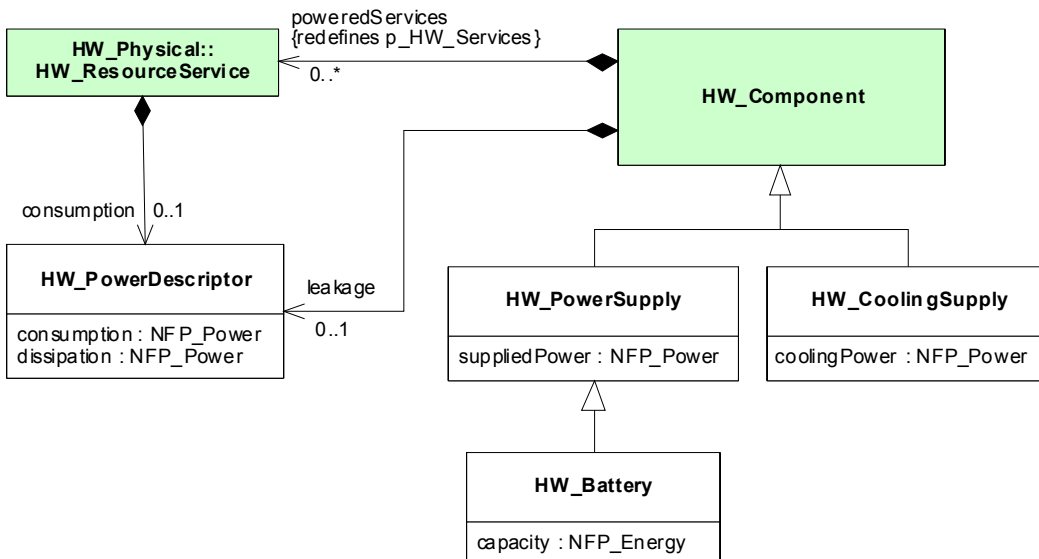 poweredServices
{redefines p_HW_Services}
HW_Physical::
HW_ResourceService
0..*
HW_Component
consumption 0..1
HW_PowerDescriptor
consumption : NFP_Power
dissipation : NFP_Power
leakage
0..1
HW_PowerSupply
suppliedPower : NFP_Power
HW_CoolingSupply
coolingPower : NFP_Power
HW_Battery
capacity : NFP_Energy